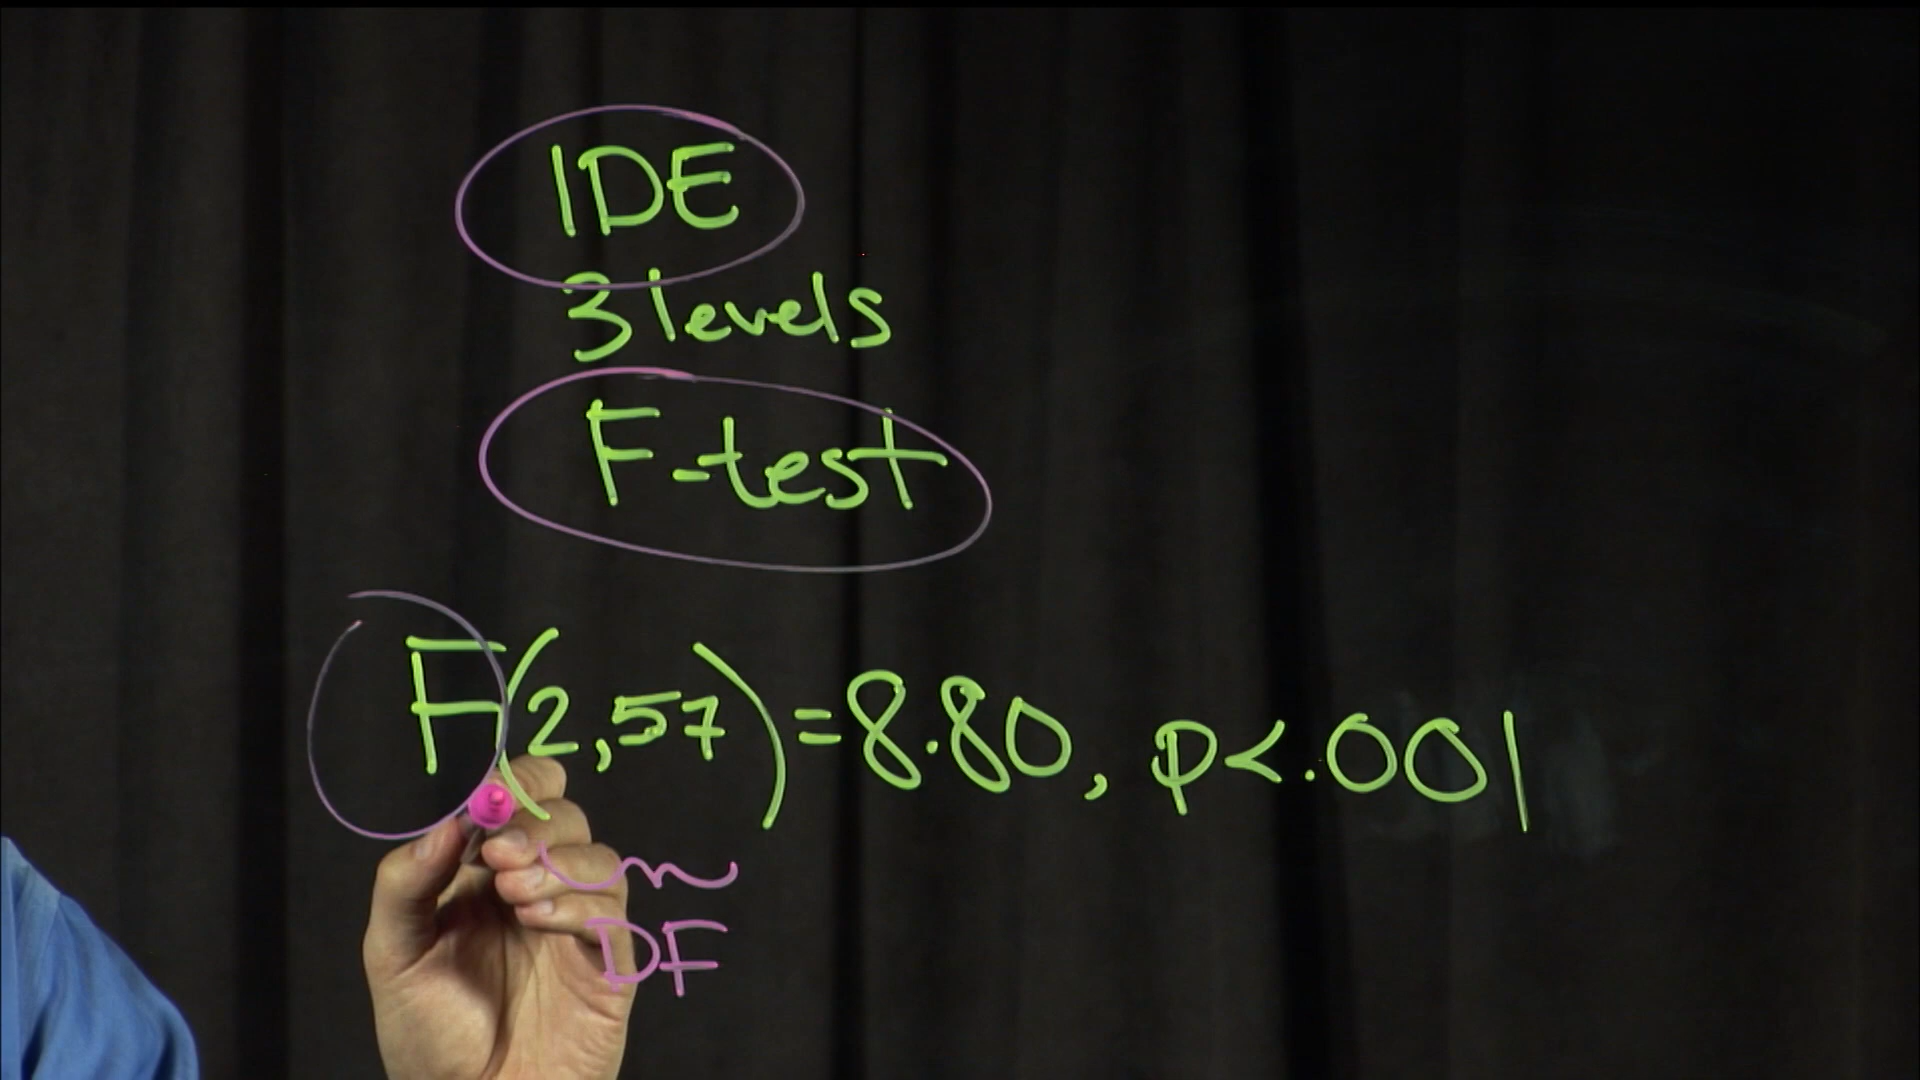 IDE
3 levels
F-test
F(2,57)=8.80, p<.001
DF